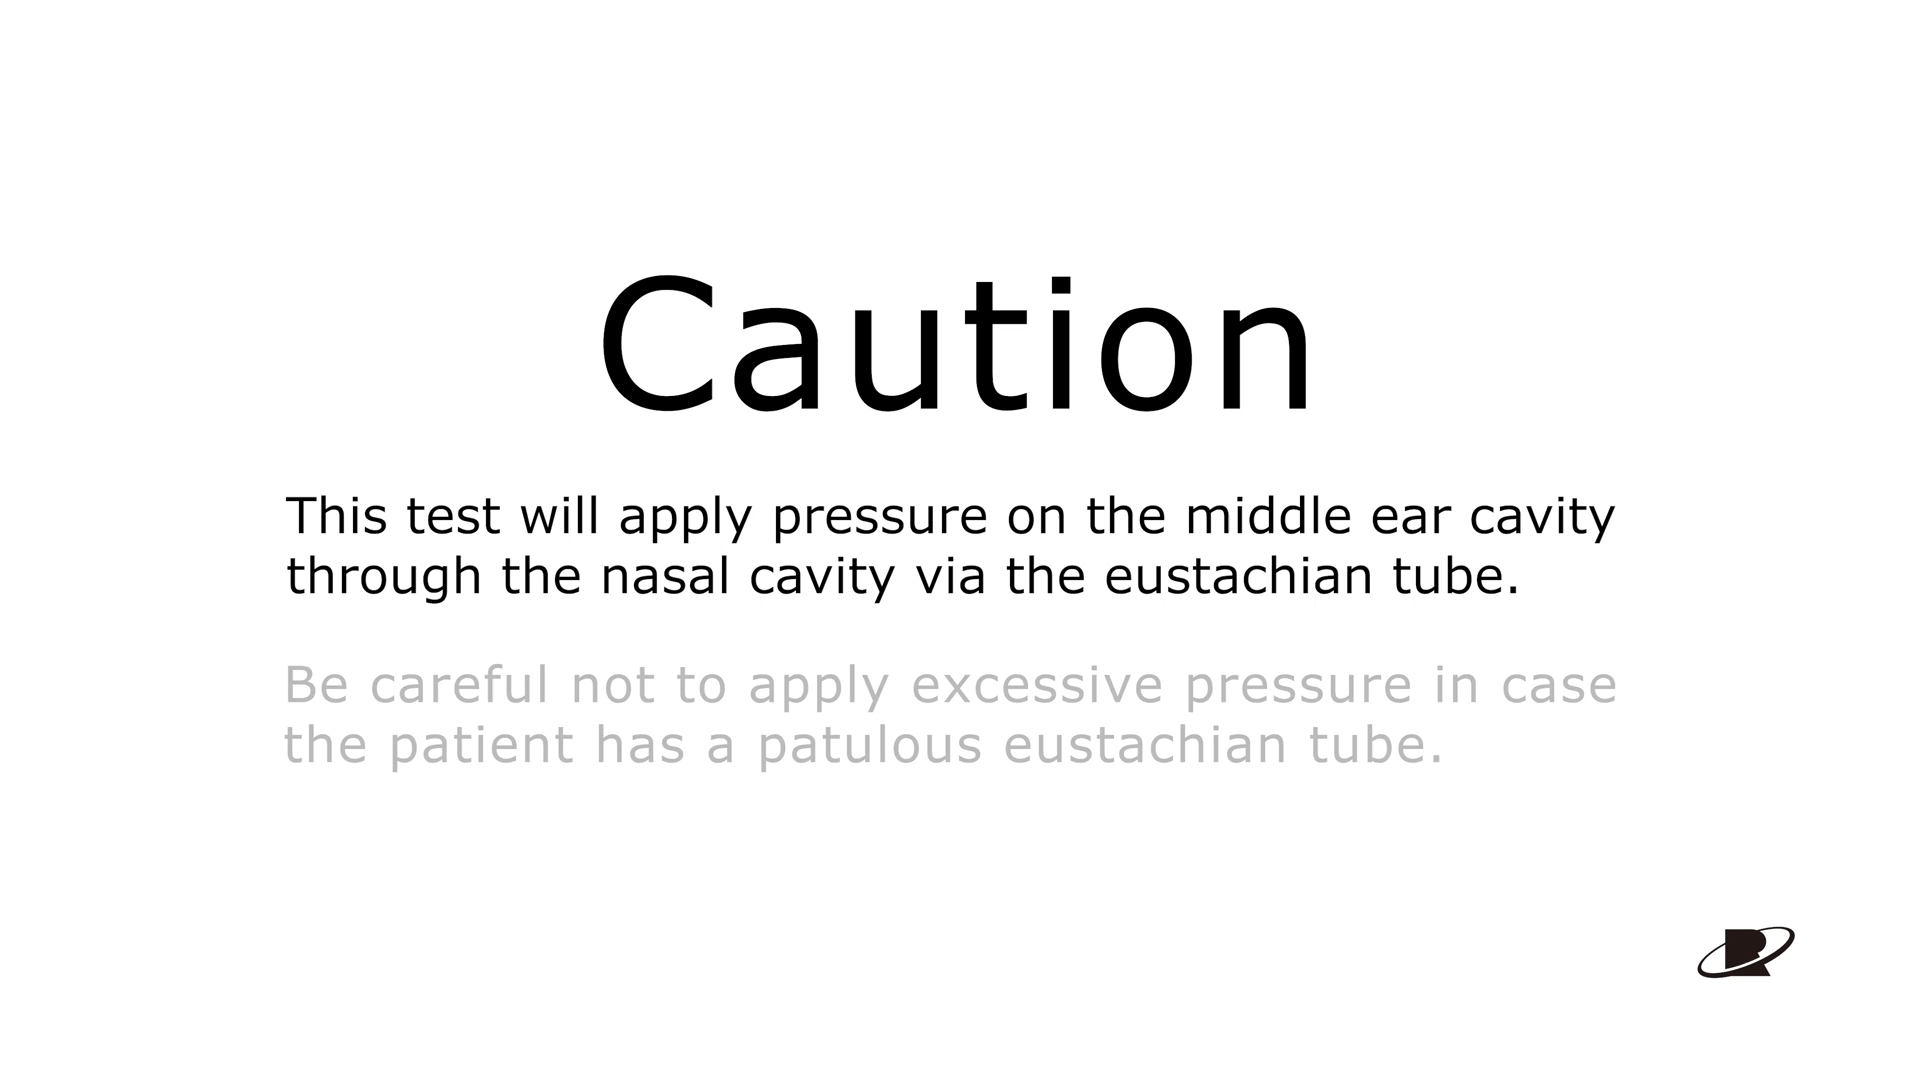 Caution
This test will apply pressure on the middle ear cavity
through the nasal cavity via the eustachian tube.
Be careful not to apply excessive pressure in case
the patient has a patulous eustachian tube.
R